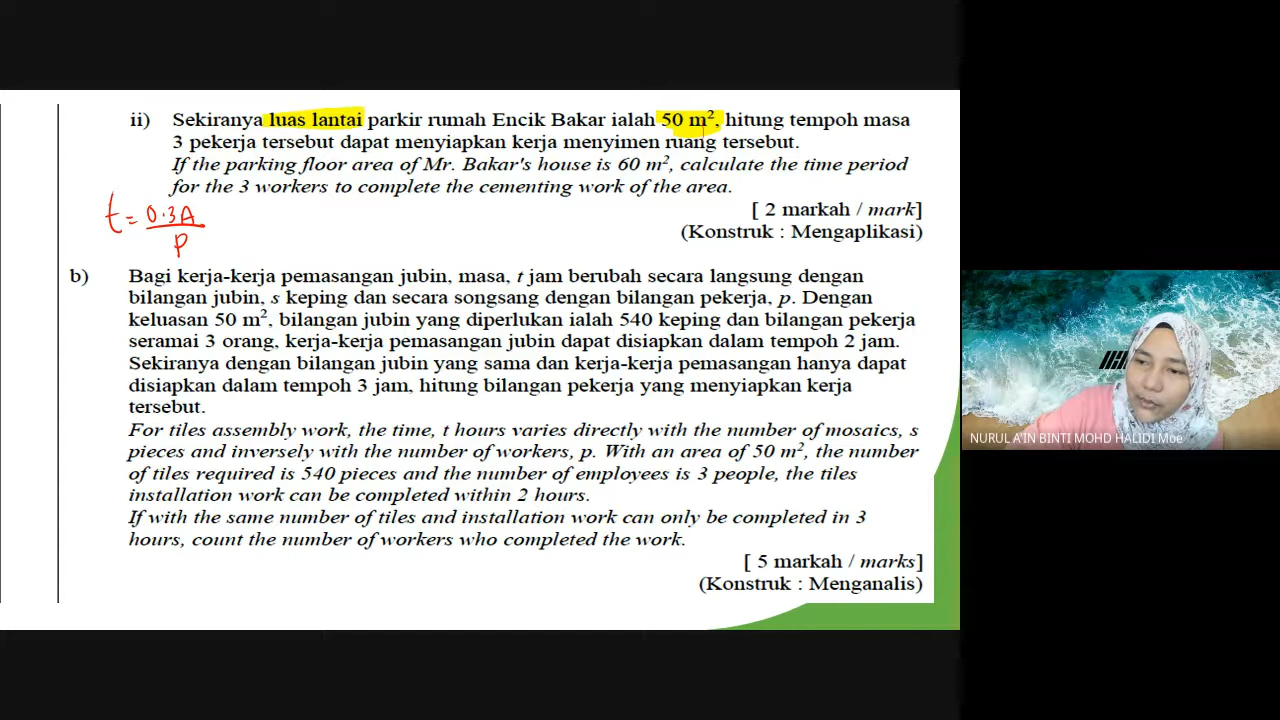 ii) Sekiranya luas lantai parkir rumah Encik Bakar ialah 50 m², hitung tempoh masa
3 pekerja tersebut dapat menyiapkan kerja menyimen ruang tersebut.
If the parking floor area of Mr. Bakar's house is 60 m², calculate the time period
for the 3 workers to complete the cementing work of the area.
[ 2 markah / mark]
(Konstruk : Mengaplikasi)
t = 0.3A
P
b) Bagi kerja-kerja pemasangan jubin, masa, t jam berubah secara langsung dengan
bilangan jubin, s keping dan secara songsang dengan bilangan pekerja, p. Dengan
keluasan 50 m², bilangan jubin yang diperlukan ialah 540 keping dan bilangan pekerja
seramai 3 orang, kerja-kerja pemasangan jubin dapat disiapkan dalam tempoh 2 jam.
Sekiranya dengan bilangan jubin yang sama dan kerja-kerja pemasangan hanya dapat
disiapkan dalam tempoh 3 jam, hitung bilangan pekerja yang menyiapkan kerja
tersebut.
For tiles assembly work, the time, t hours varies directly with the number of mosaics, s
pieces and inversely with the number of workers, p. With an area of 50 m², the number
of tiles required is 540 pieces and the number of employees is 3 people, the tiles
installation work can be completed within 2 hours.
If with the same number of tiles and installation work can only be completed in 3
hours, count the number of workers who completed the work.
[ 5 markah / marks]
(Konstruk : Menganalis)
NURUL A'IN BINTI MOHD HALIDI Moe